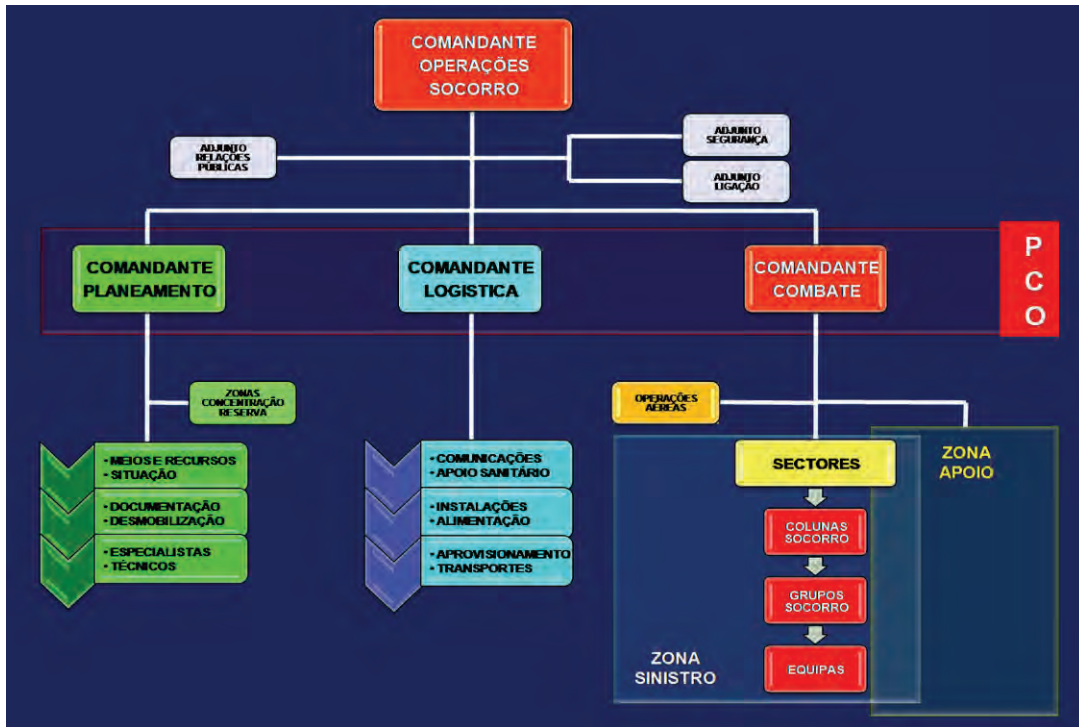 COMANDANTE
OPERAÇÕES
SOCORRO
ADJUNTO
RELAÇÕES
PÚBLICAS
ADJUNTO
SEGURANÇA
ADJUNTO
LIGAÇÃO
P
C
O
COMANDANTE
PLANEAMENTO
COMANDANTE
LOGISTICA
COMANDANTE
COMBATE
ZONAS
CONCENTRAÇÃO
RESERVA
• MEIOS E RECURSOS
• SITUAÇÃO
• DOCUMENTAÇÃO
• DESMOBILIZAÇÃO
• ESPECIALISTAS
• TÉCNICOS
• COMUNICAÇÕES
• APOIO SANITÁRIO
• INSTALAÇÕES
• ALIMENTAÇÃO
• APROVISIONAMENTO
• TRANSPORTES
OPERAÇÕES
AÉREAS
SECTORES
COLUNAS
SOCORRO
GRUPOS
SOCORRO
EQUIPAS
ZONA
SINISTRO
ZONA
APOIO